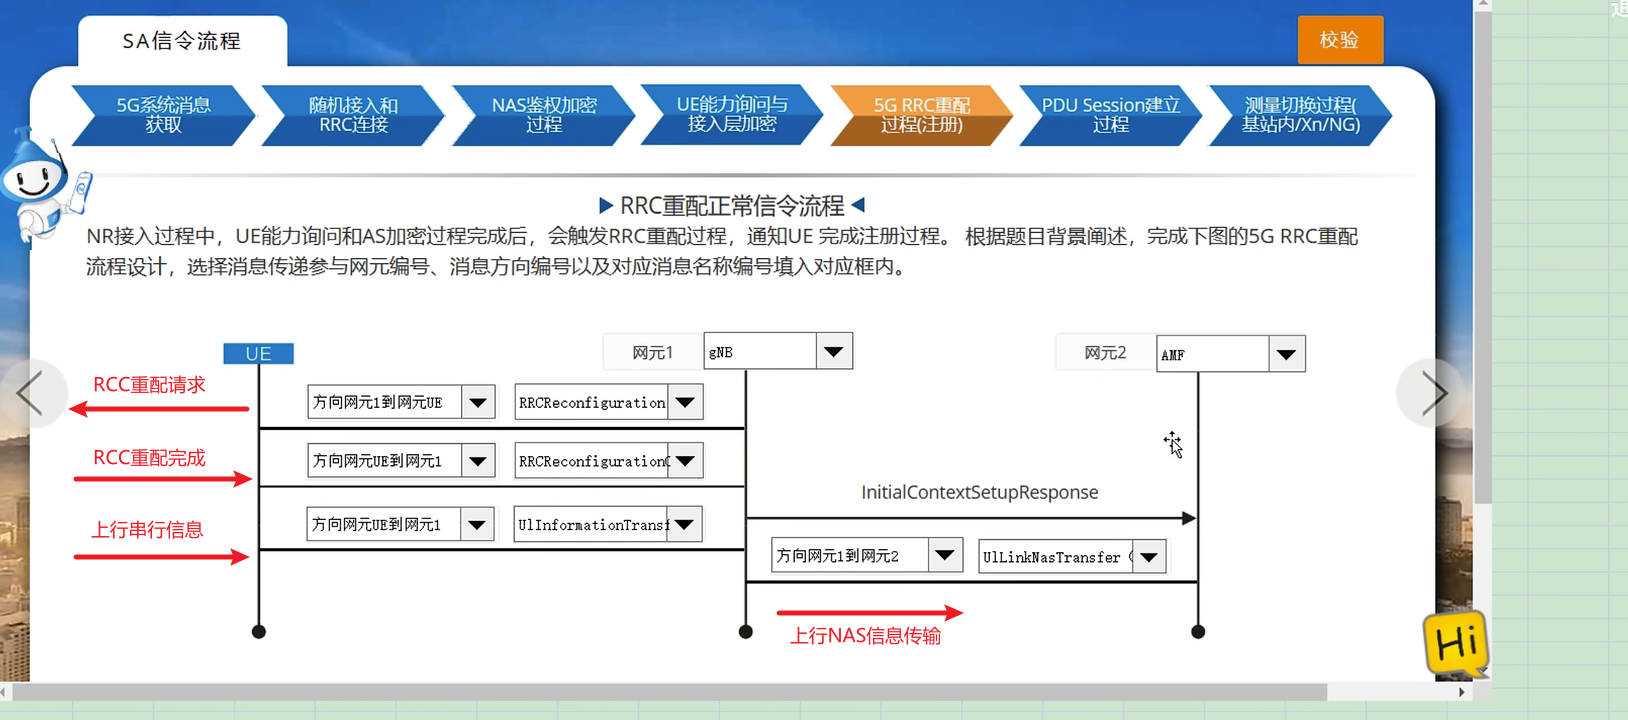 SA信令流程
校验
5G系统消息
获取
随机接入和
RRC连接
NAS鉴权加密
过程
UE能力询问与
接入层加密
5G RRC重配
过程(注册)
PDU Session建立
过程
测量切换过程(
基站内/Xn/NG)
RRC重配正常信令流程
NR接入过程中，UE能力询问和AS加密过程完成后，会触发RRC重配过程，通知UE 完成注册过程。 根据题目背景阐述，完成下图的5G RRC重配
流程设计，选择消息传递参与网元编号、消息方向编号以及对应消息名称编号填入对应框内。
UE
网元1
gNB
网元2
AMF
RCC重配请求
方向网元1到网元UE
RRCReconfiguration
RCC重配完成
方向网元UE到网元1
RRCReconfiguration
InitialContextSetupResponse
上行串行信息
方向网元UE到网元1
UlInformationTransf
方向网元1到网元2
UlLinkNasTransfer (
上行NAS信息传输
Hi